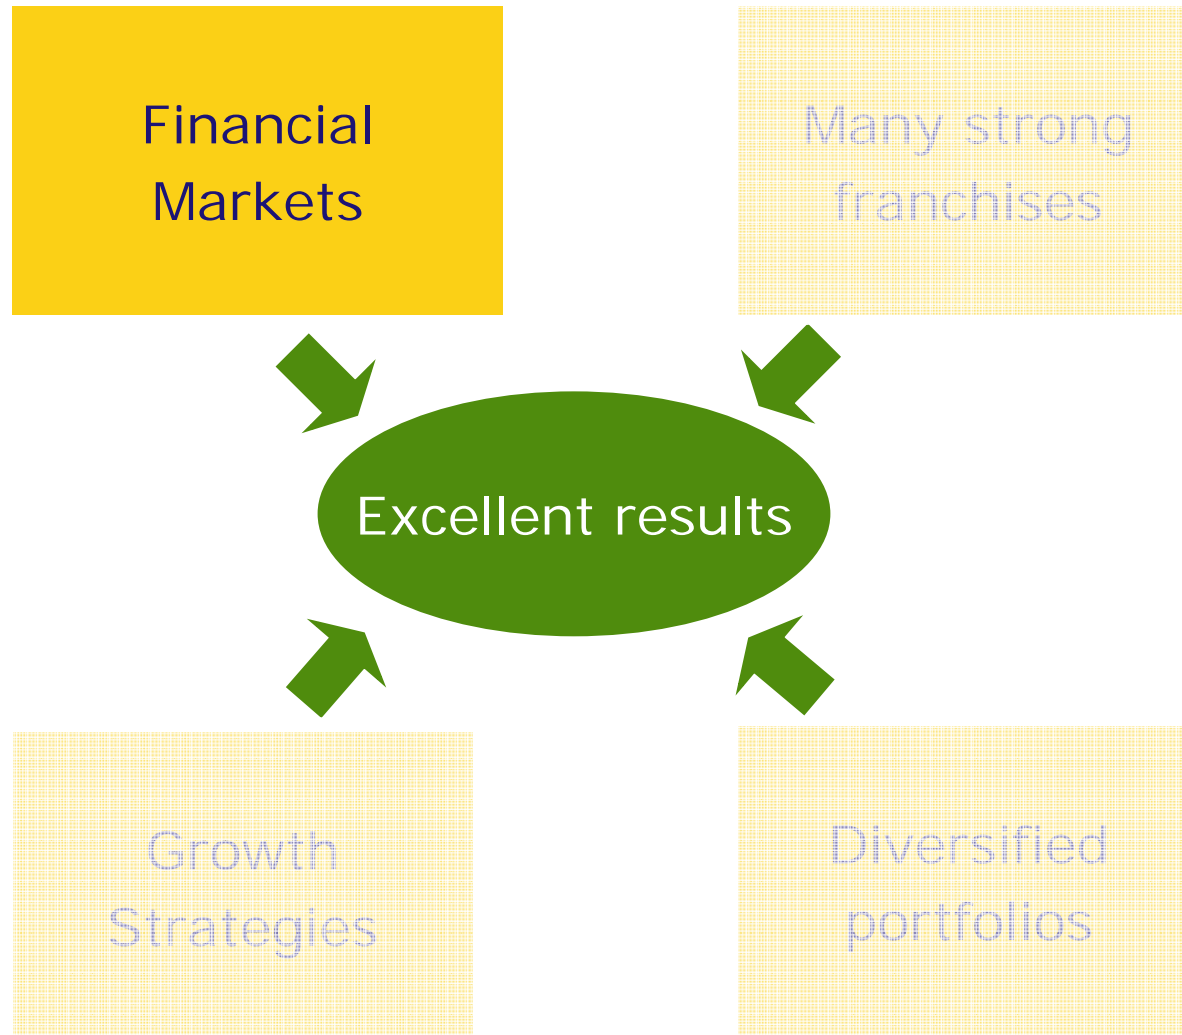 Financial
Markets
Many strong
franchises
Excellent results
Growth
Strategies
Diversified
portfolios